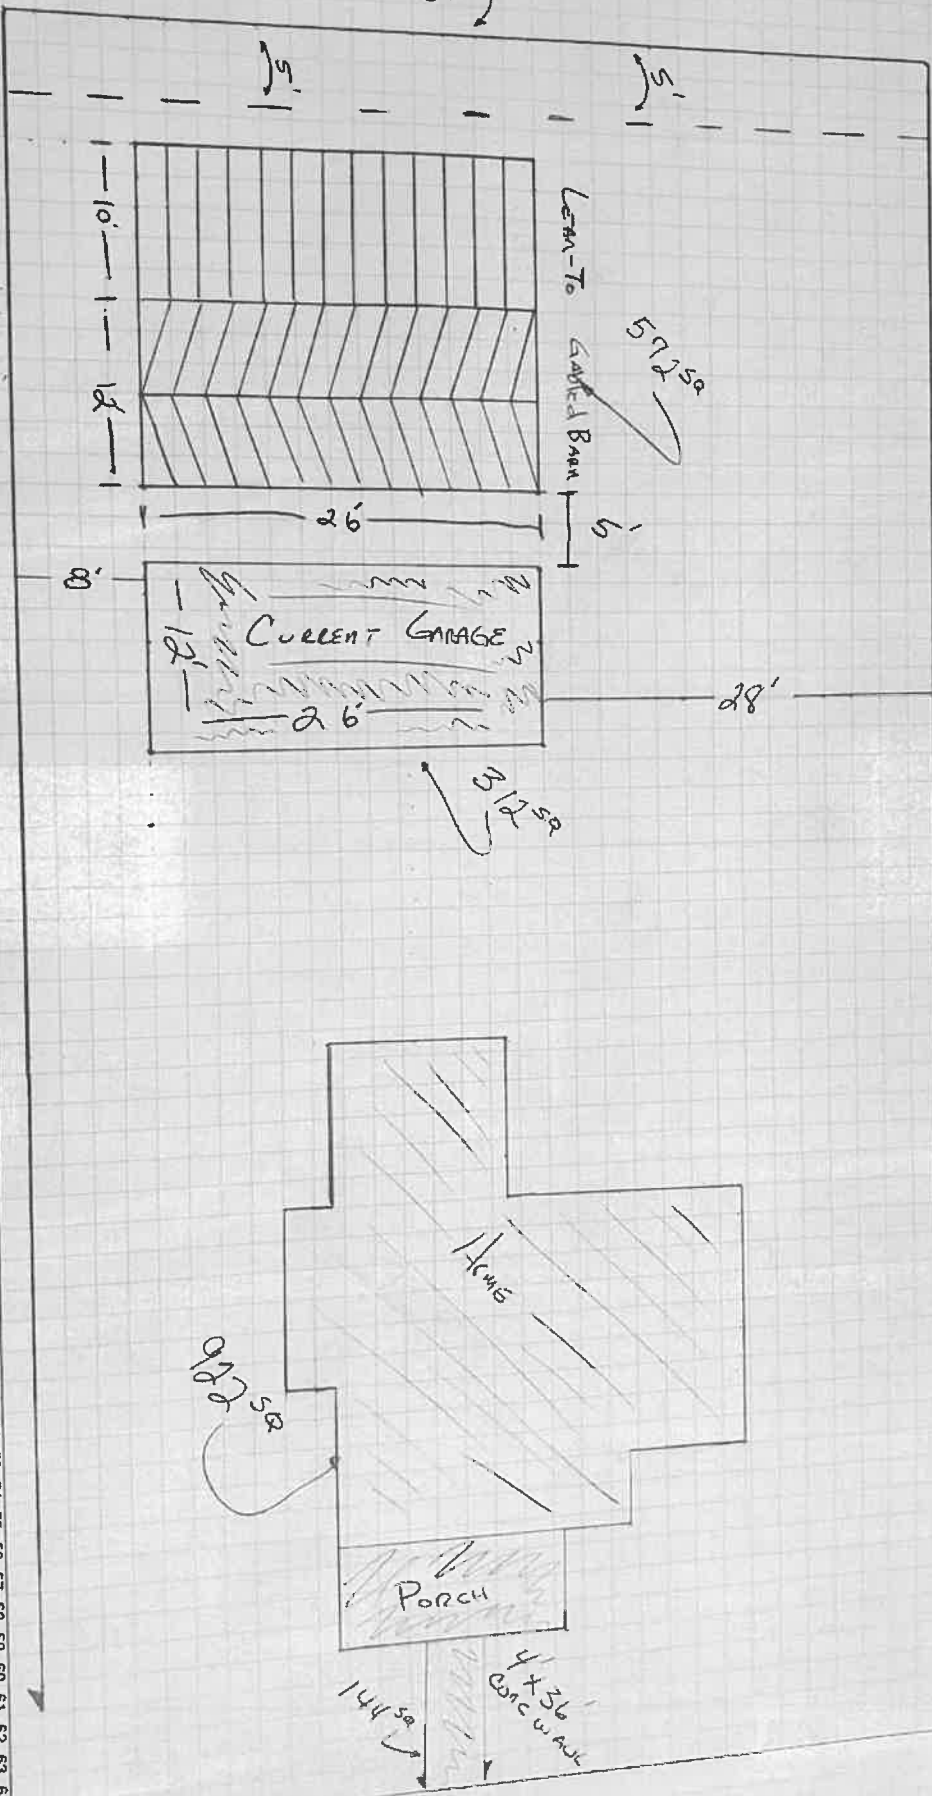 5'
5'
10'
12'
Lean-To
Gabled Barn
572 sq
26'
5'
8'
12'
Current Garage
26'
28'
312 sq
Home
922 sq
Porch
144 sq
4' x 36'
conc walk